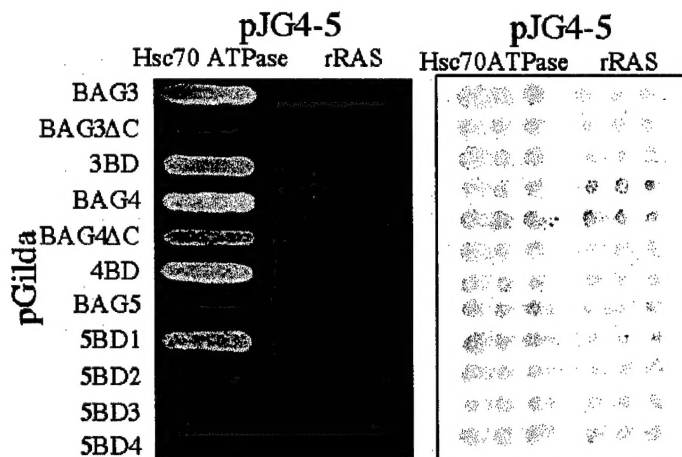 pJG4-5
pJG4-5
Hsc70 ATPase
rRAS
Hsc70ATPase
rRAS
pGilda
BAG3
BAG3ΔC
3BD
BAG4
BAG4ΔC
4BD
BAG5
5BD1
5BD2
5BD3
5BD4